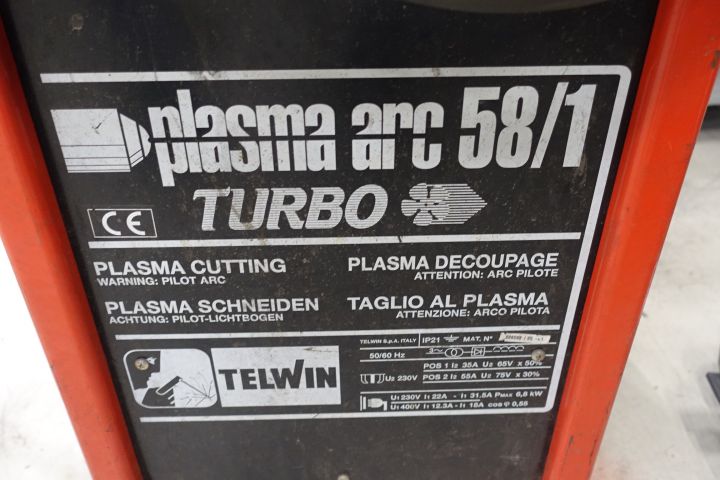 plasma arc 58/1
TURBO
CE
PLASMA CUTTING
WARNING: PILOT ARC
PLASMA DECOUPAGE
ATTENTION: ARC PILOTE
PLASMA SCHNEIDEN
ACHTUNG: PILOT-LICHTBOGEN
TAGLIO AL PLASMA
ATTENZIONE: ARCO PILOTA
TELWIN
TELWIN S.p.A. ITALY IP21 MAT. N°
50/60 Hz 3~
POS 1 I2 35A U2 65V x 50%
U2 230V POS 2 I2 55A U2 75V x 30%
U1 230V I1 22A - I1 31.5A PMAX 6,8 kW
U1 400V I1 12.3A - I1 18A cos φ 0,55